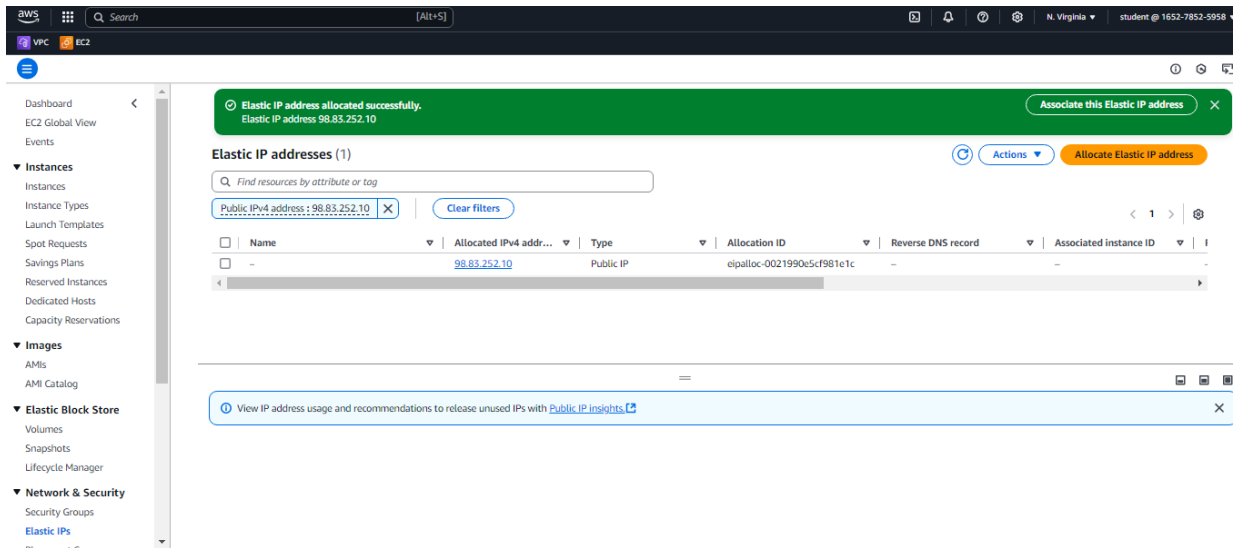 aws
Search [Alt+S] N. Virginia student @ 1652-7852-5958
VPC EC2
Dashboard
EC2 Global View
Events
Instances
Instances
Instance Types
Launch Templates
Spot Requests
Savings Plans
Reserved Instances
Dedicated Hosts
Capacity Reservations
Images
AMIs
AMI Catalog
Elastic Block Store
Volumes
Snapshots
Lifecycle Manager
Network & Security
Security Groups
Elastic IPs
Elastic IP address allocated successfully.
Elastic IP address 98.83.252.10
Associate this Elastic IP address
Elastic IP addresses (1)
Actions
Allocate Elastic IP address
Find resources by attribute or tag
Public IPv4 address : 98.83.252.10
Clear filters
1
Name Allocated IPv4 addr... Type Allocation ID Reverse DNS record Associated instance ID
– 98.83.252.10 Public IP eipalloc-0021990e5cf981e1c – –
View IP address usage and recommendations to release unused IPs with Public IP insights.